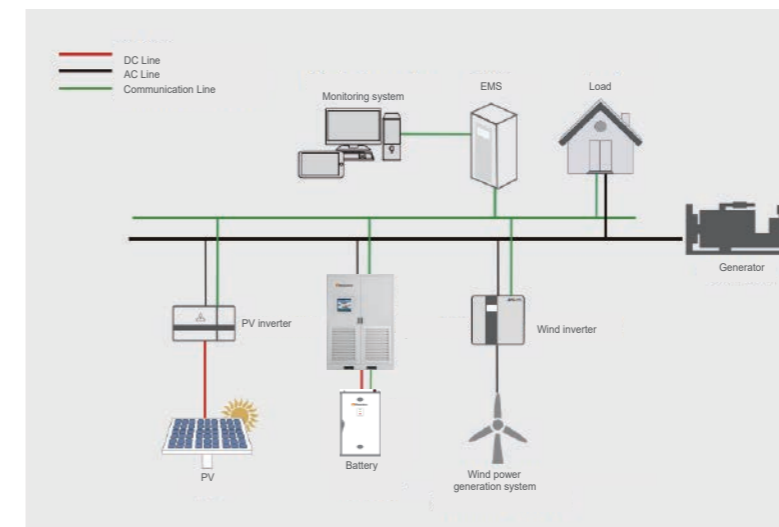 DC Line
AC Line
Communication Line
Monitoring system
EMS
Load
Generator
PV inverter
Wind inverter
PV
Battery
Wind power
generation system